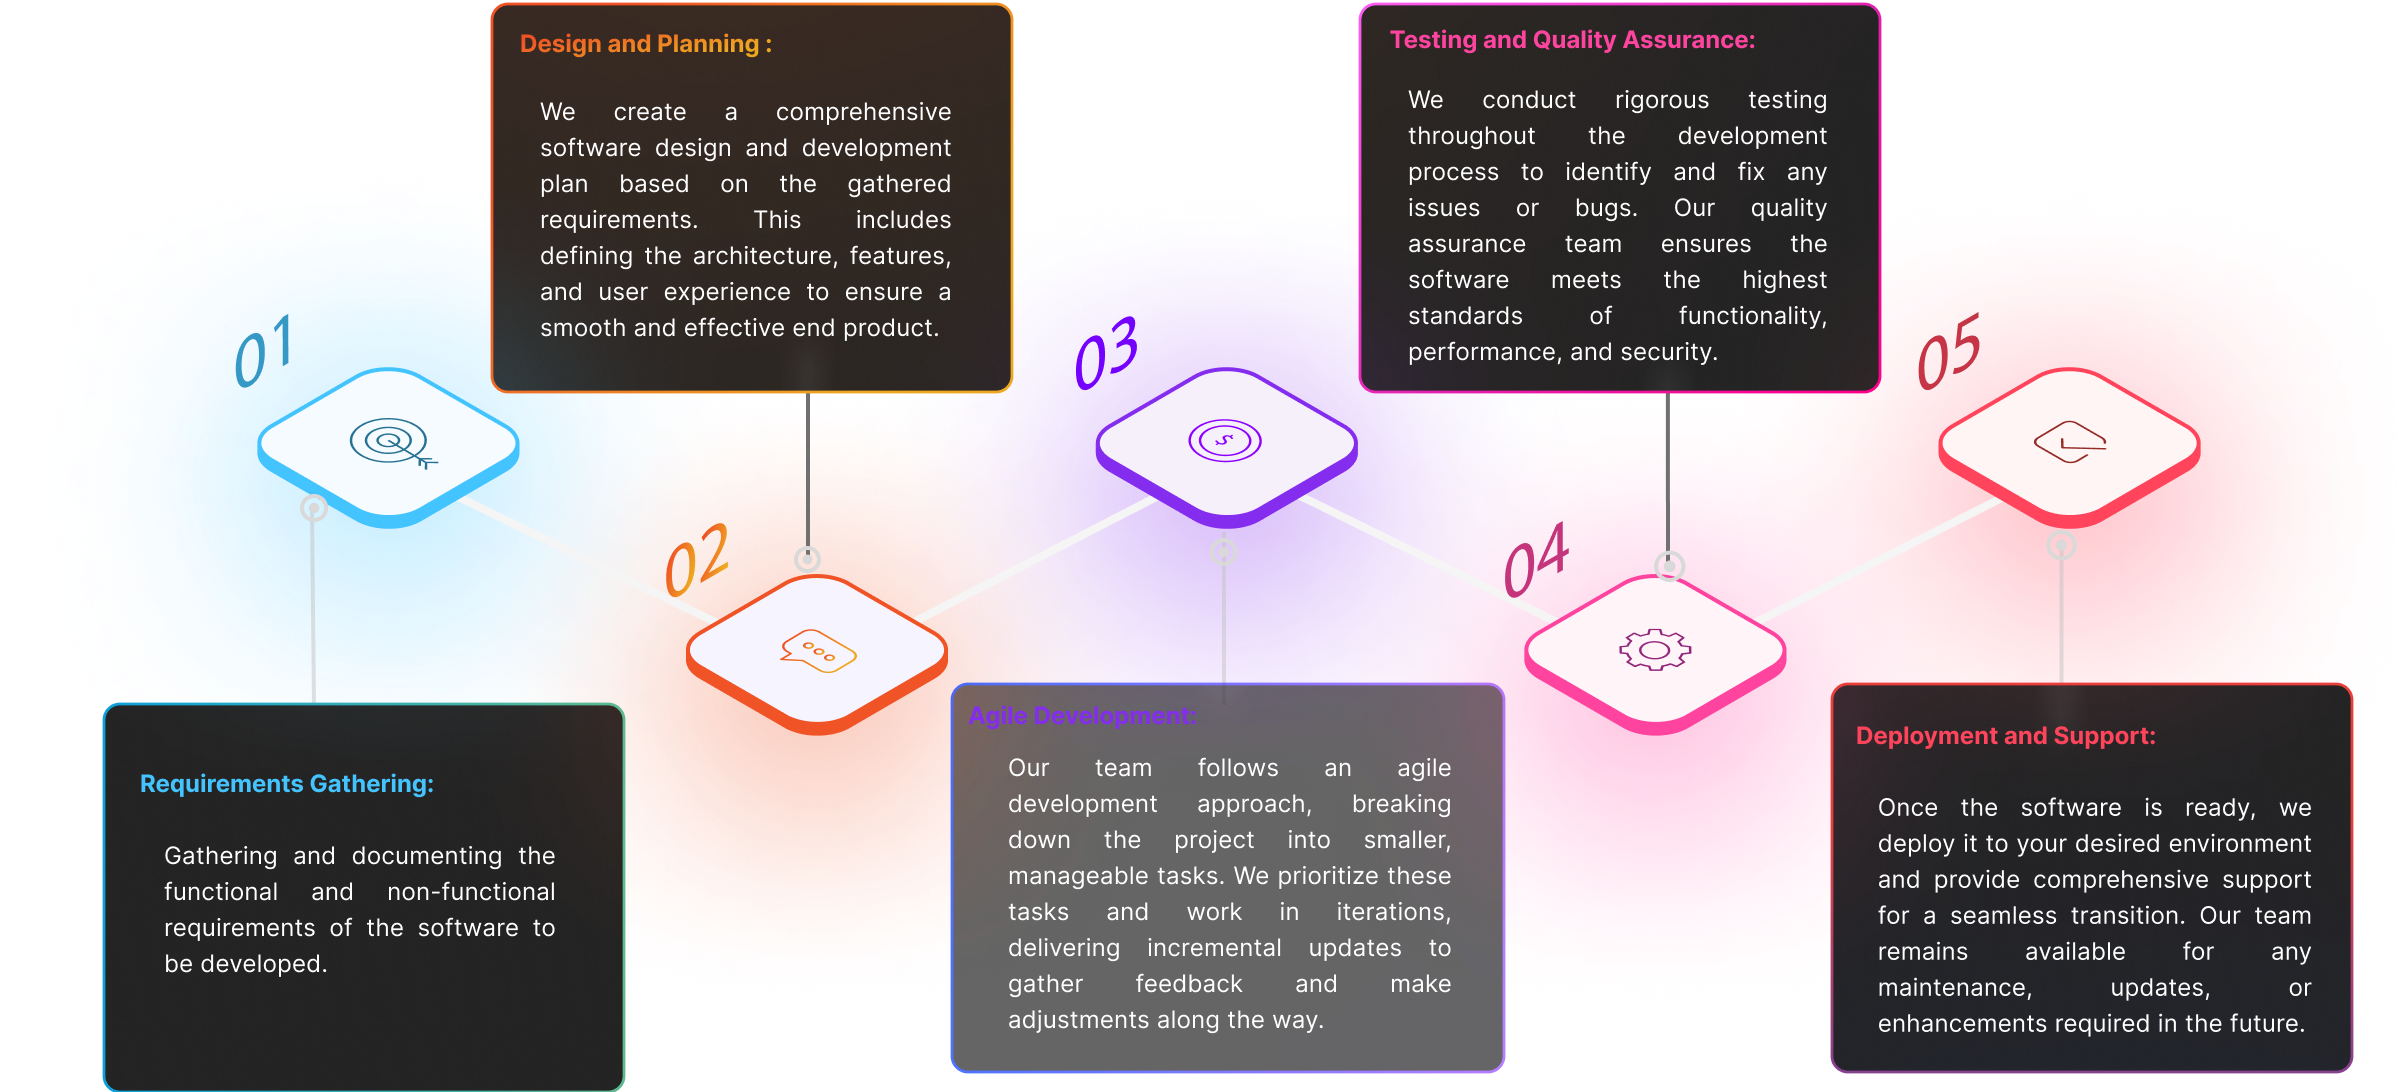 01
Requirements Gathering:
Gathering and documenting the
functional and non-functional
requirements of the software to
be developed.
Design and Planning :
We create a comprehensive
software design and development
plan based on the gathered
requirements. This includes
defining the architecture, features,
and user experience to ensure a
smooth and effective end product.
02
03
Agile Development:
Our team follows an agile
development approach, breaking
down the project into smaller,
manageable tasks. We prioritize these
tasks and work in iterations,
delivering incremental updates to
gather feedback and make
adjustments along the way.
Testing and Quality Assurance:
We conduct rigorous testing
throughout the development
process to identify and fix any
issues or bugs. Our quality
assurance team ensures the
software meets the highest
standards of functionality,
performance, and security.
04
05
Deployment and Support:
Once the software is ready, we
deploy it to your desired environment
and provide comprehensive support
for a seamless transition. Our team
remains available for any
maintenance, updates, or
enhancements required in the future.
$